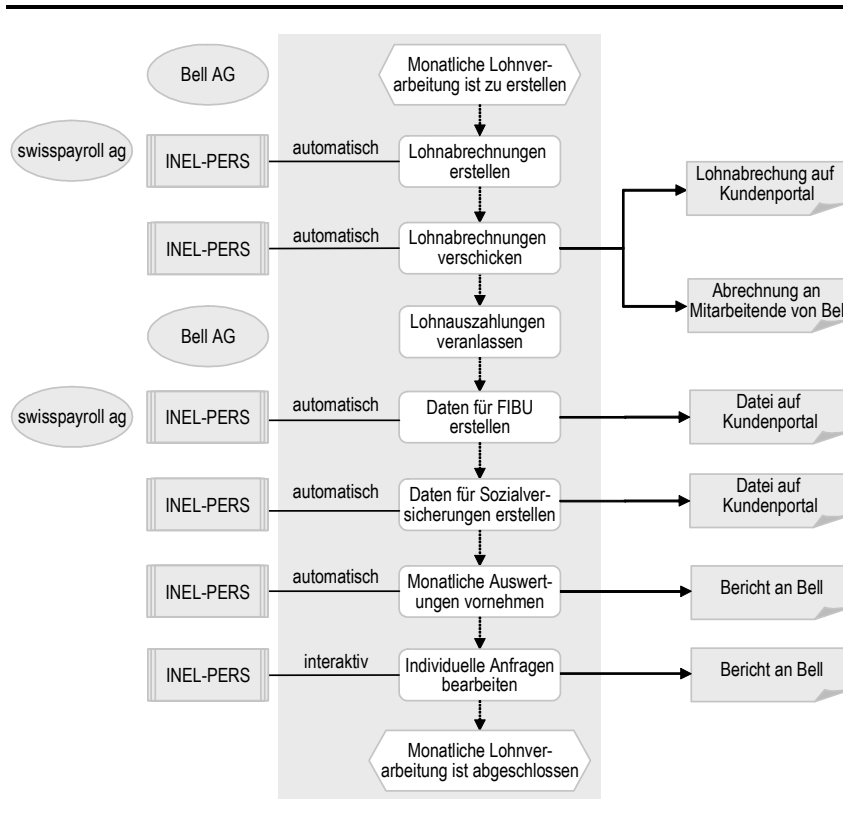 Bell AG
Monatliche Lohnver-
arbeitung ist zu erstellen
swisspayroll ag
INEL-PERS
automatisch
Lohnabrechnungen
erstellen
Lohnabrechung auf
Kundenportal
INEL-PERS
automatisch
Lohnabrechnungen
verschicken
Abrechnung an
Mitarbeitende von Bell
Bell AG
Lohnauszahlungen
veranlassen
swisspayroll ag
INEL-PERS
automatisch
Daten für FIBU
erstellen
Datei auf
Kundenportal
INEL-PERS
automatisch
Daten für Sozialver-
sicherungen erstellen
Datei auf
Kundenportal
INEL-PERS
automatisch
Monatliche Auswert-
ungen vornehmen
Bericht an Bell
INEL-PERS
interaktiv
Individuelle Anfragen
bearbeiten
Bericht an Bell
Monatliche Lohnver-
arbeitung ist abgeschlossen